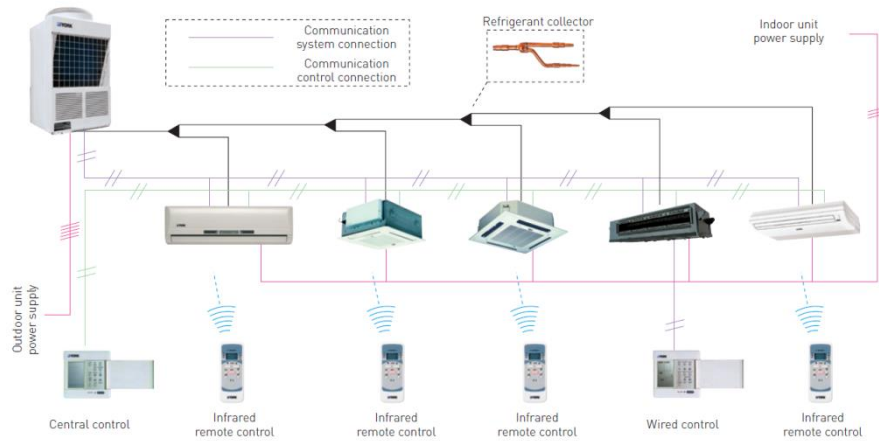 Refrigerant collector
Indoor unit
power supply
Communication
system connection
Communication
control connection
Outdoor unit
power supply
Central control
Infrared
remote control
Infrared
remote control
Infrared
remote control
Wired control
Infrared
remote control